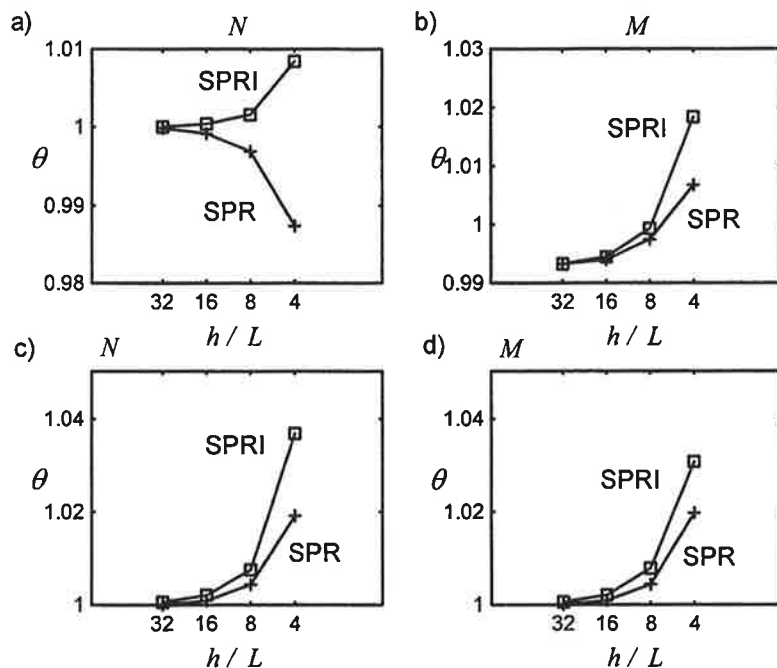 a) N
1.01
1
0.99
0.98
θ
SPRI
SPR
32 16 8 4
h / L
b) M
1.03
1.02
1.01
1
0.99
θ
SPRI
SPR
32 16 8 4
h / L
c) N
1.04
1.02
1
θ
SPRI
SPR
32 16 8 4
h / L
d) M
1.04
1.02
1
θ
SPRI
SPR
32 16 8 4
h / L